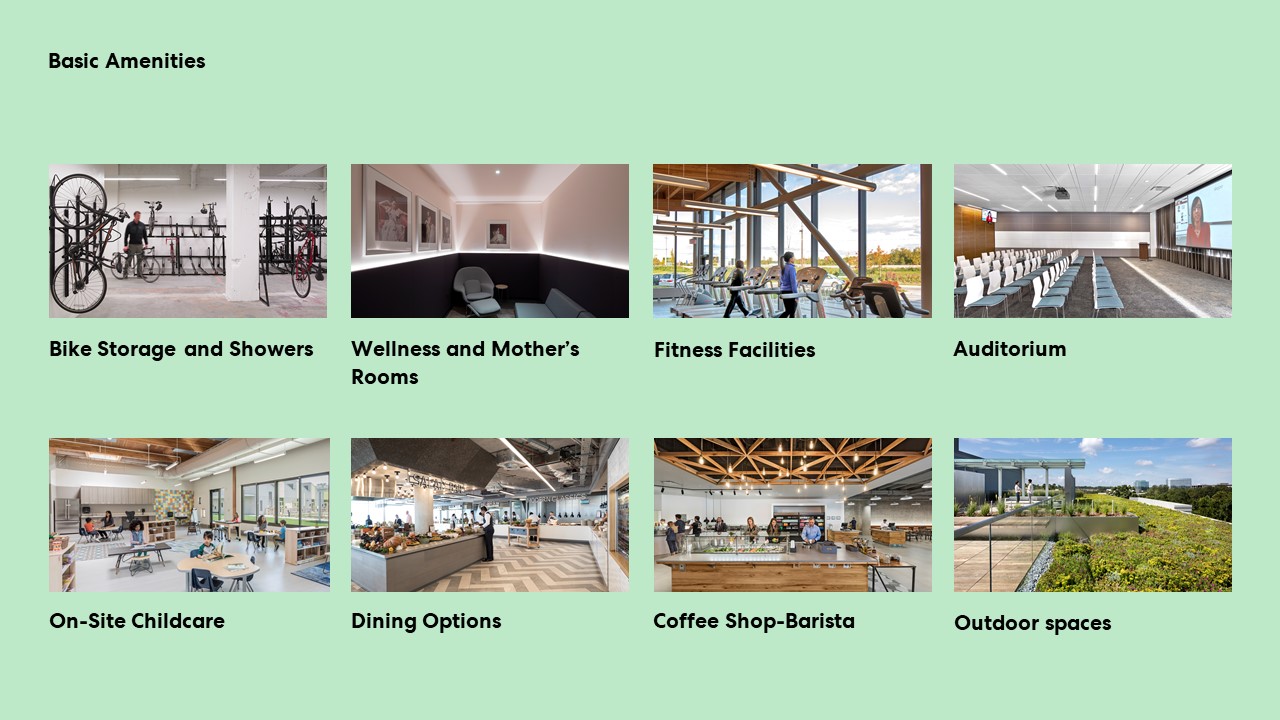 Basic Amenities
Bike Storage and Showers
Wellness and Mother’s
Rooms
Fitness Facilities
Auditorium
On-Site Childcare
Dining Options
Coffee Shop-Barista
Outdoor spaces